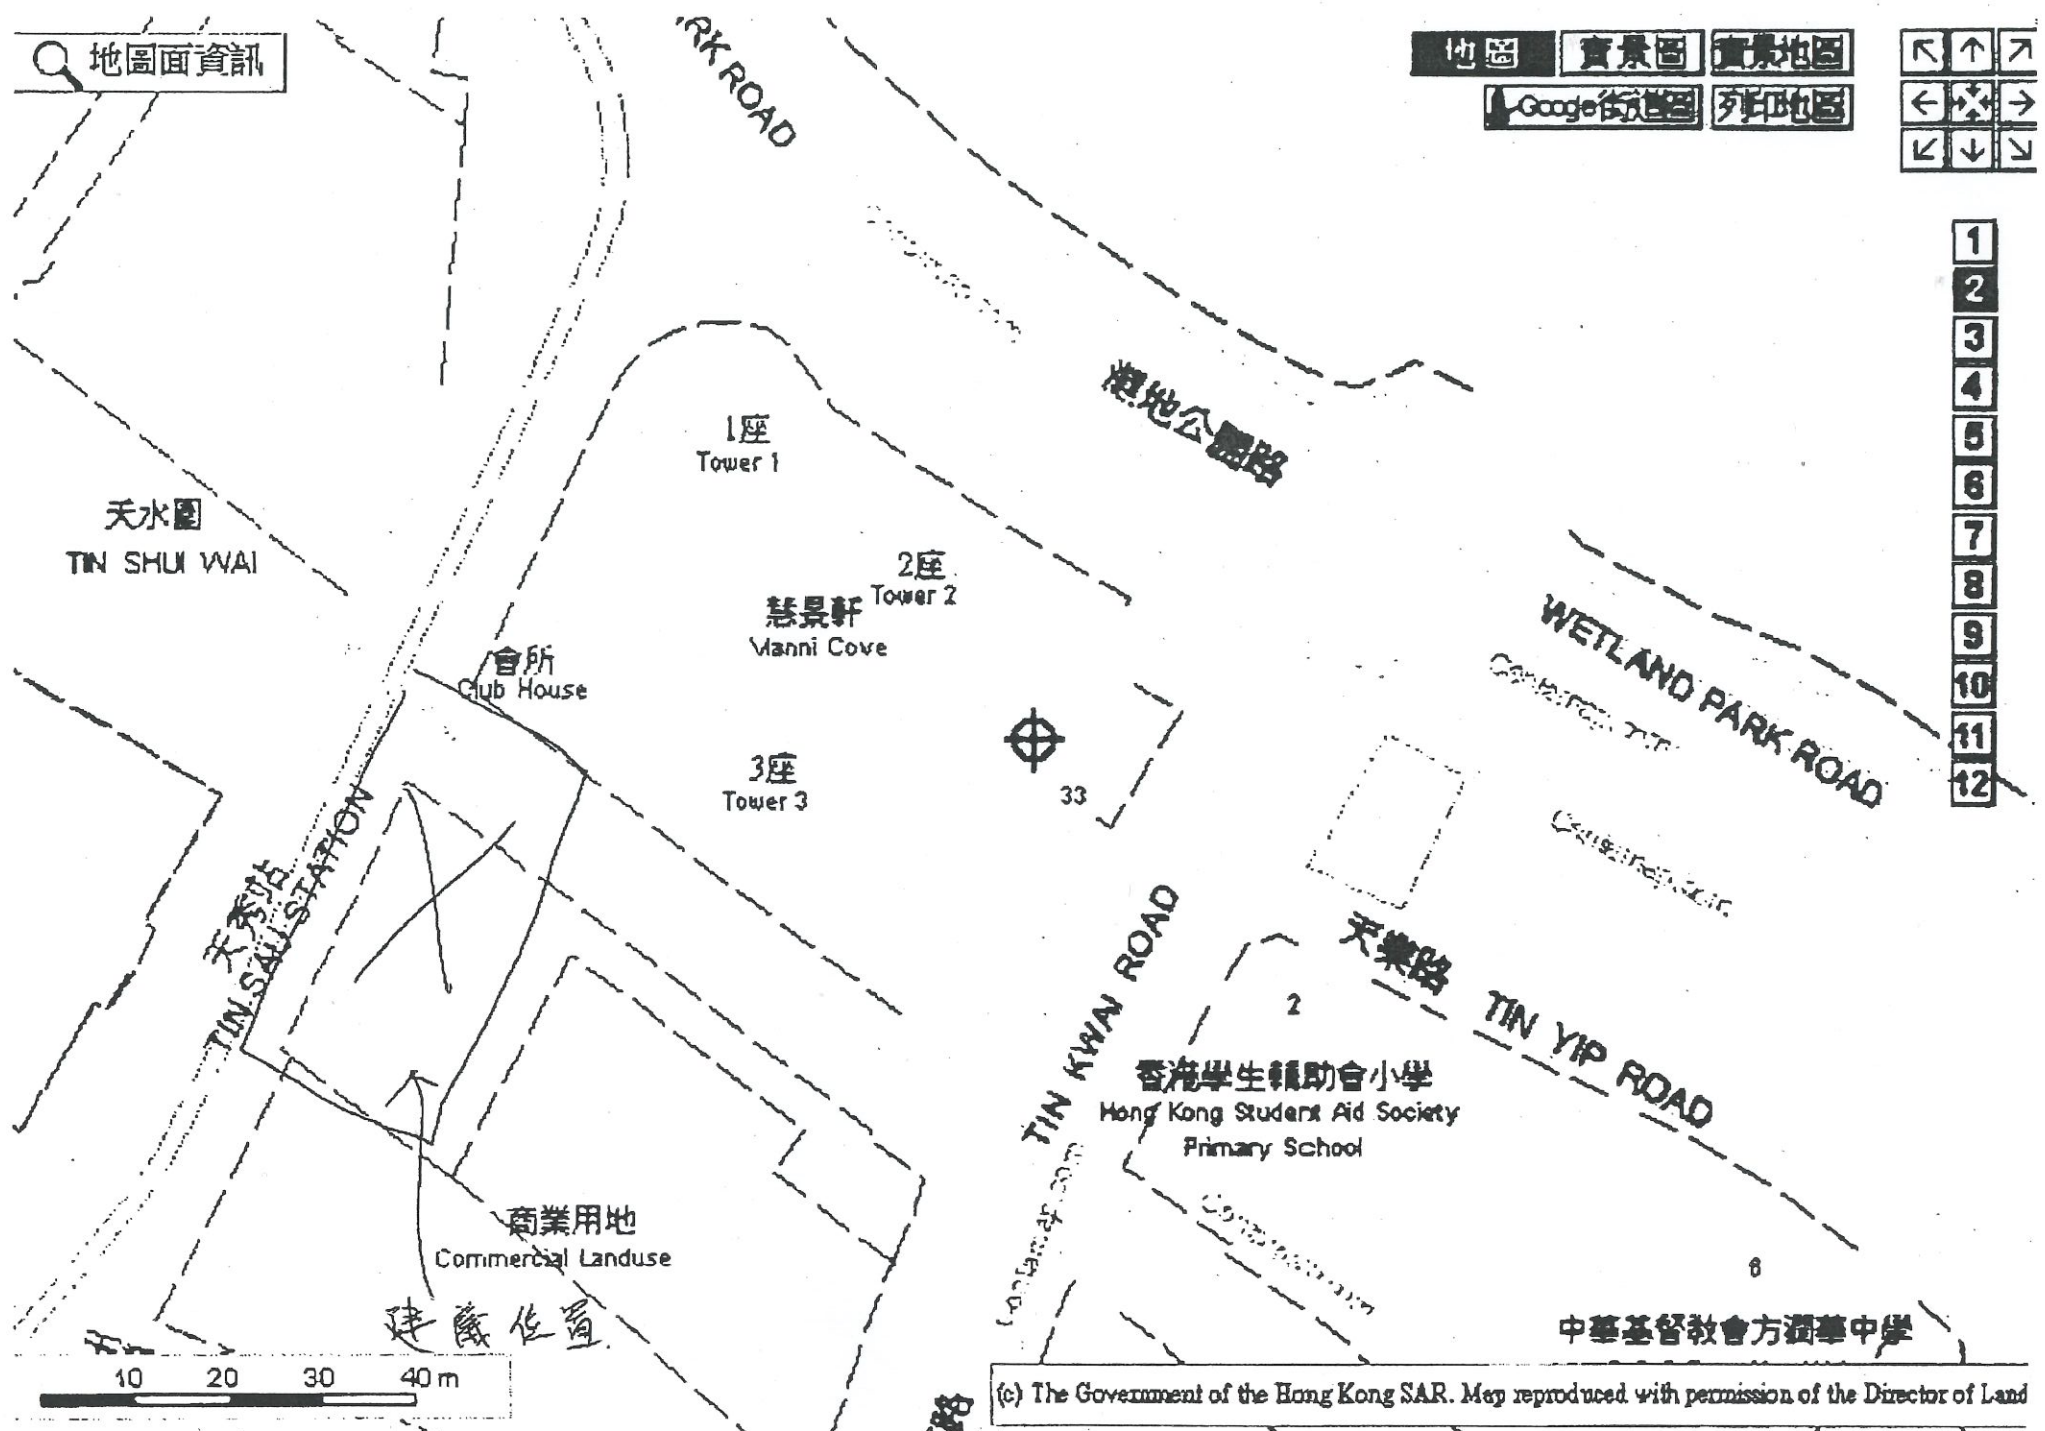 地圖面資訊
地圖
實景圖
實景地圖
Google街道圖
列印地圖
RK ROAD
1
2
3
4
5
6
7
8
9
10
11
12
濕地公園路
1座
Tower 1
天水圍
TIN SHUI WAI
2座
Tower 2
慧景軒
Vianni Cove
WETLAND PARK ROAD
會所
Club House
3座
Tower 3
33
天秀站
TIN SAU STATION
TIN KWAI ROAD
天業路 TIN YIP ROAD
2
香港學生輔助會小學
Hong Kong Student Aid Society
Primary School
商業用地
Commercial Landuse
建議位置
6
中華基督教會方潤華中學
10 20 30 40 m
路
(c) The Government of the Hong Kong SAR. Map reproduced with permission of the Director of Land